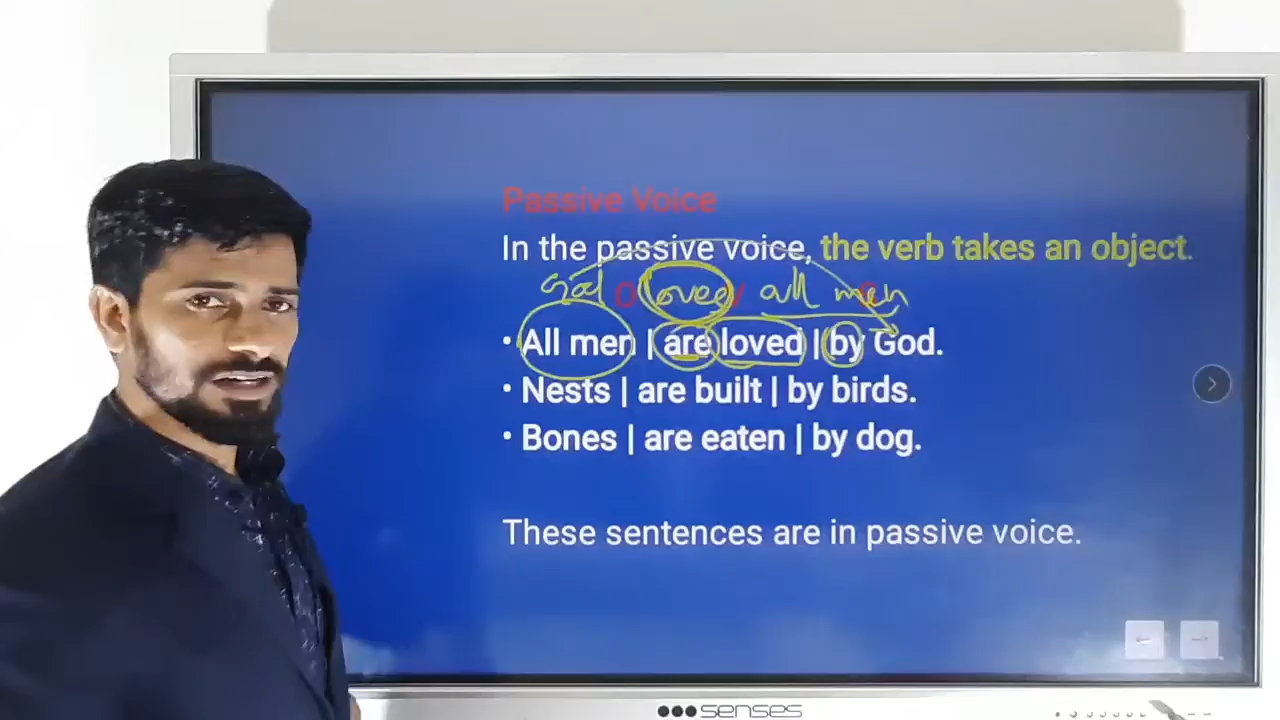 Passive Voice
In the passive voice, the verb takes an object.
God loves all men
O V S
• All men | are loved | by God.
• Nests | are built | by birds.
• Bones | are eaten | by dog.
These sentences are in passive voice.
senses